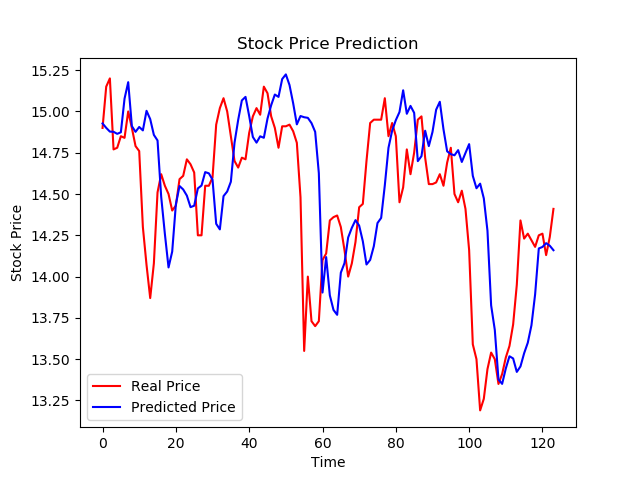 Stock Price Prediction
Stock Price
15.25
15.00
14.75
14.50
14.25
14.00
13.75
13.50
13.25
Real Price
Predicted Price
0 20 40 60 80 100 120
Time